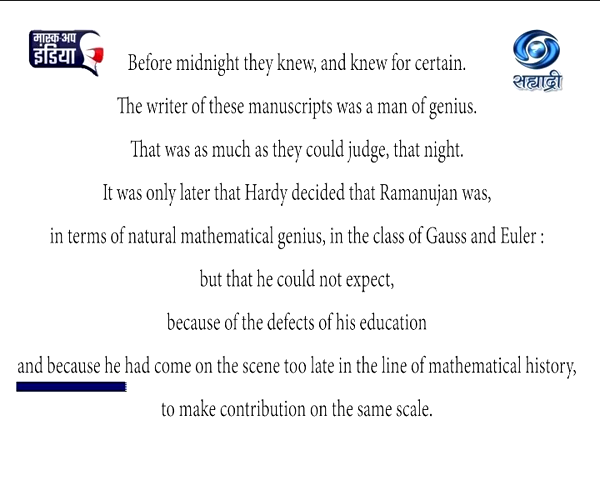 मास्क अप
इंडिया
सह्याद्री
Before midnight they knew, and knew for certain.
The writer of these manuscripts was a man of genius.
That was as much as they could judge, that night.
It was only later that Hardy decided that Ramanujan was,
in terms of natural mathematical genius, in the class of Gauss and Euler :
but that he could not expect,
because of the defects of his education
and because he had come on the scene too late in the line of mathematical history,
to make contribution on the same scale.